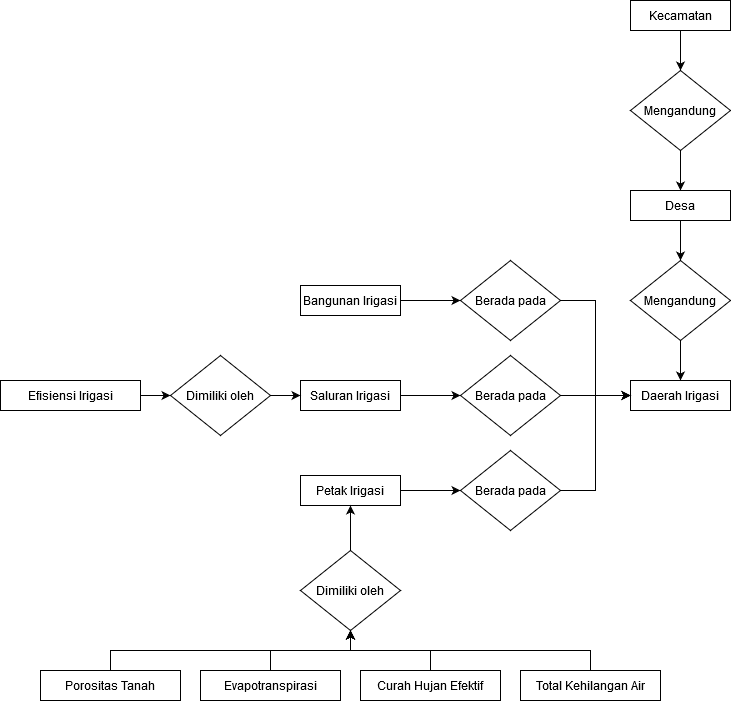 Kecamatan
Mengandung
Desa
Bangunan Irigasi
Berada pada
Mengandung
Efisiensi Irigasi
Dimiliki oleh
Saluran Irigasi
Berada pada
Daerah Irigasi
Petak Irigasi
Berada pada
Dimiliki oleh
Porositas Tanah
Evapotranspirasi
Curah Hujan Efektif
Total Kehilangan Air